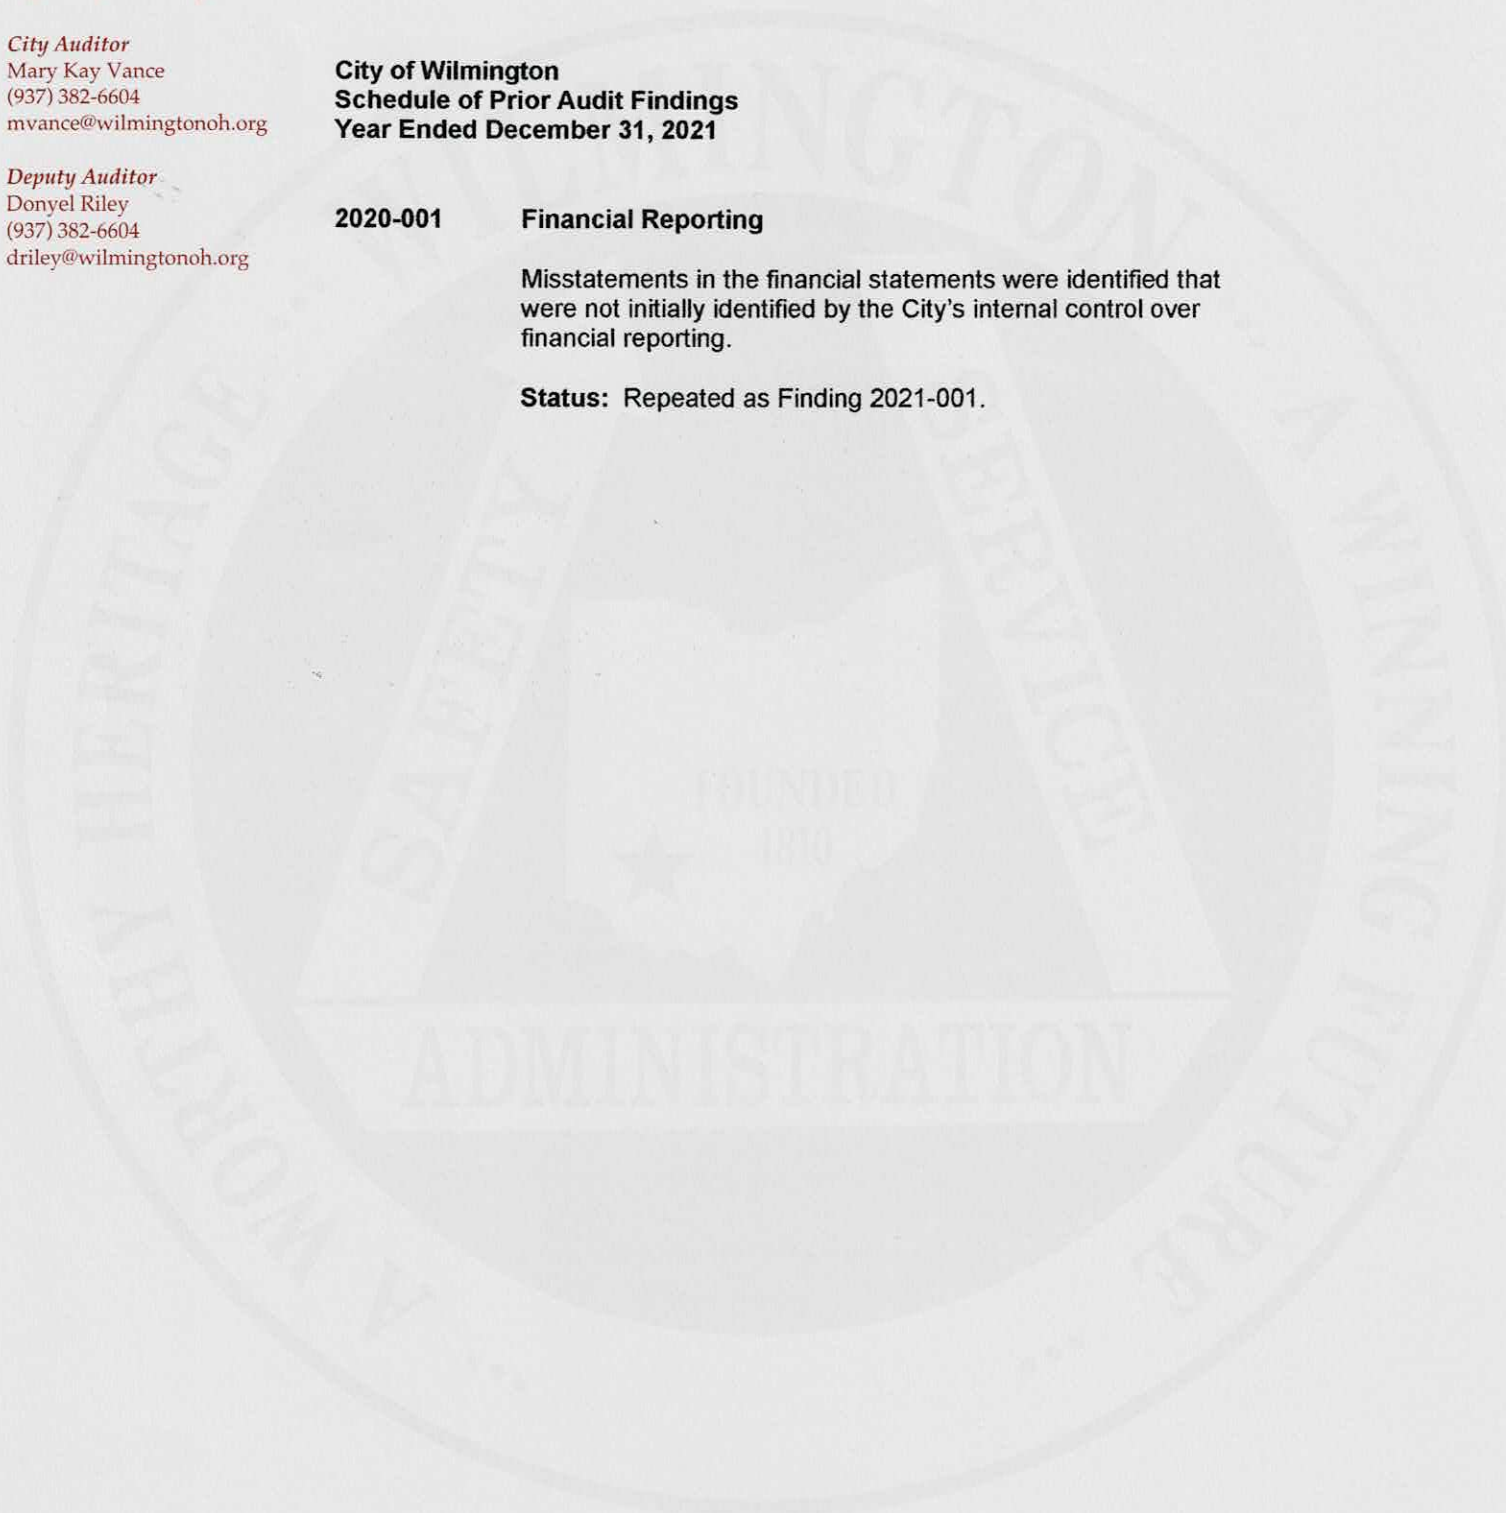 City Auditor
Mary Kay Vance
(937) 382-6604
mvance@wilmingtonoh.org
Deputy Auditor
Donyel Riley
(937) 382-6604
driley@wilmingtonoh.org
City of Wilmington
Schedule of Prior Audit Findings
Year Ended December 31, 2021
2020-001 Financial Reporting
Misstatements in the financial statements were identified that
were not initially identified by the City's internal control over
financial reporting.
Status: Repeated as Finding 2021-001.
WILMINGTON
A WORTHY HERITAGE
... A WINNING FUTURE ...
SAFETY
SERVICE
FOUNDED
1810
ADMINISTRATION